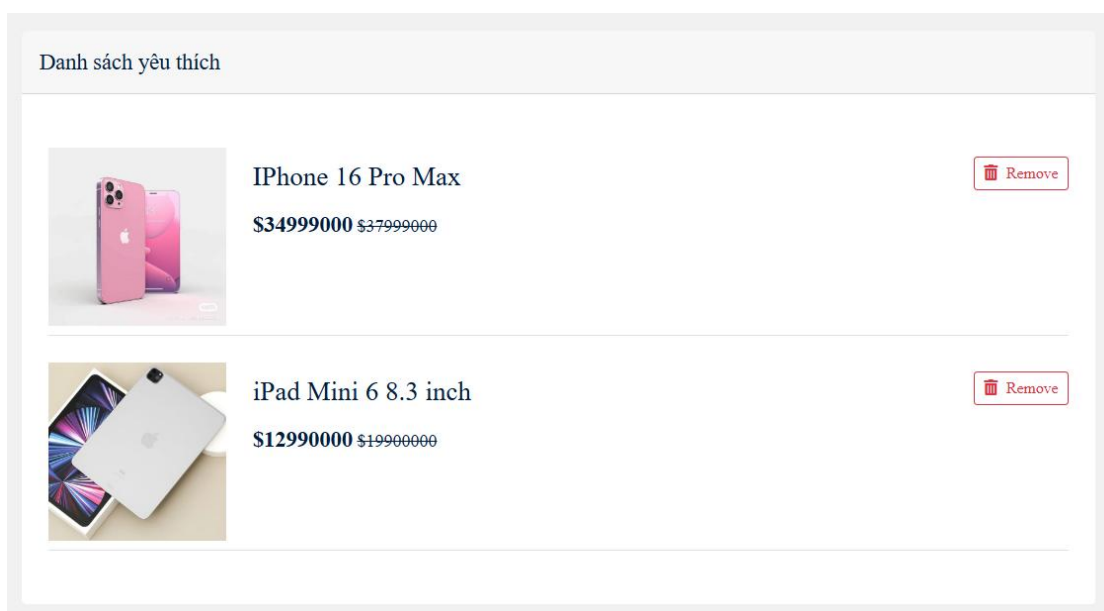 Danh sách yêu thích
IPhone 16 Pro Max
Remove
$34999000 $37999000
iPad Mini 6 8.3 inch
Remove
$12990000 $19900000